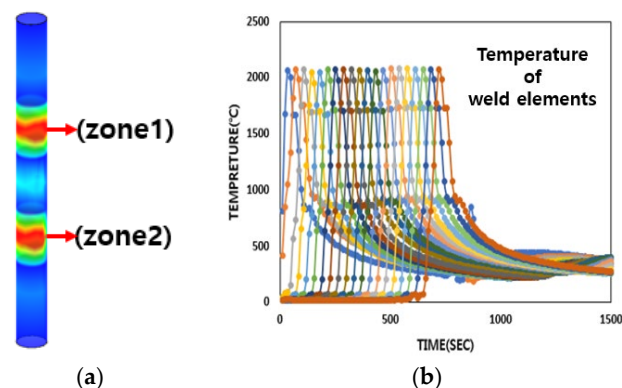 (a)
(zone1)
(zone2)
2500
2000
1500
1000
500
0
TEMPRETURE(°C)
Temperature
of
weld elements
0
500
1000
1500
TIME(SEC)
(a)
(b)